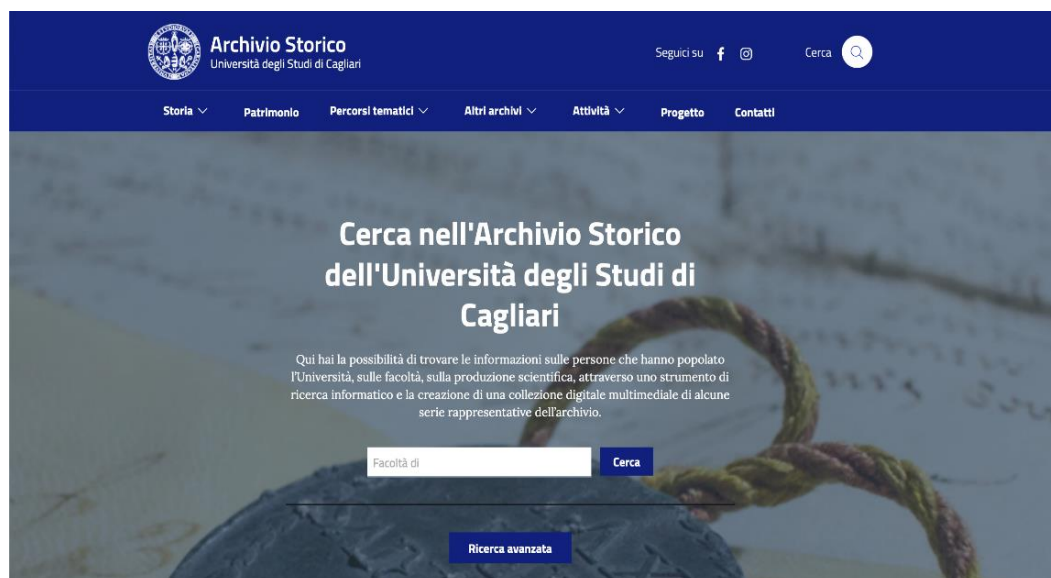 Archivio Storico
Università degli Studi di Cagliari
Seguici su
Cerca
Storia
Patrimonio
Percorsi tematici
Altri archivi
Attività
Progetto
Contatti
Cerca nell'Archivio Storico
dell'Università degli Studi di
Cagliari
Qui hai la possibilità di trovare le informazioni sulle persone che hanno popolato
l'Università, sulle facoltà, sulla produzione scientifica, attraverso uno strumento di
ricerca informatico e la creazione di una collezione digitale multimediale di alcune
serie rappresentative dell'archivio.
Facoltà di
Cerca
Ricerca avanzata